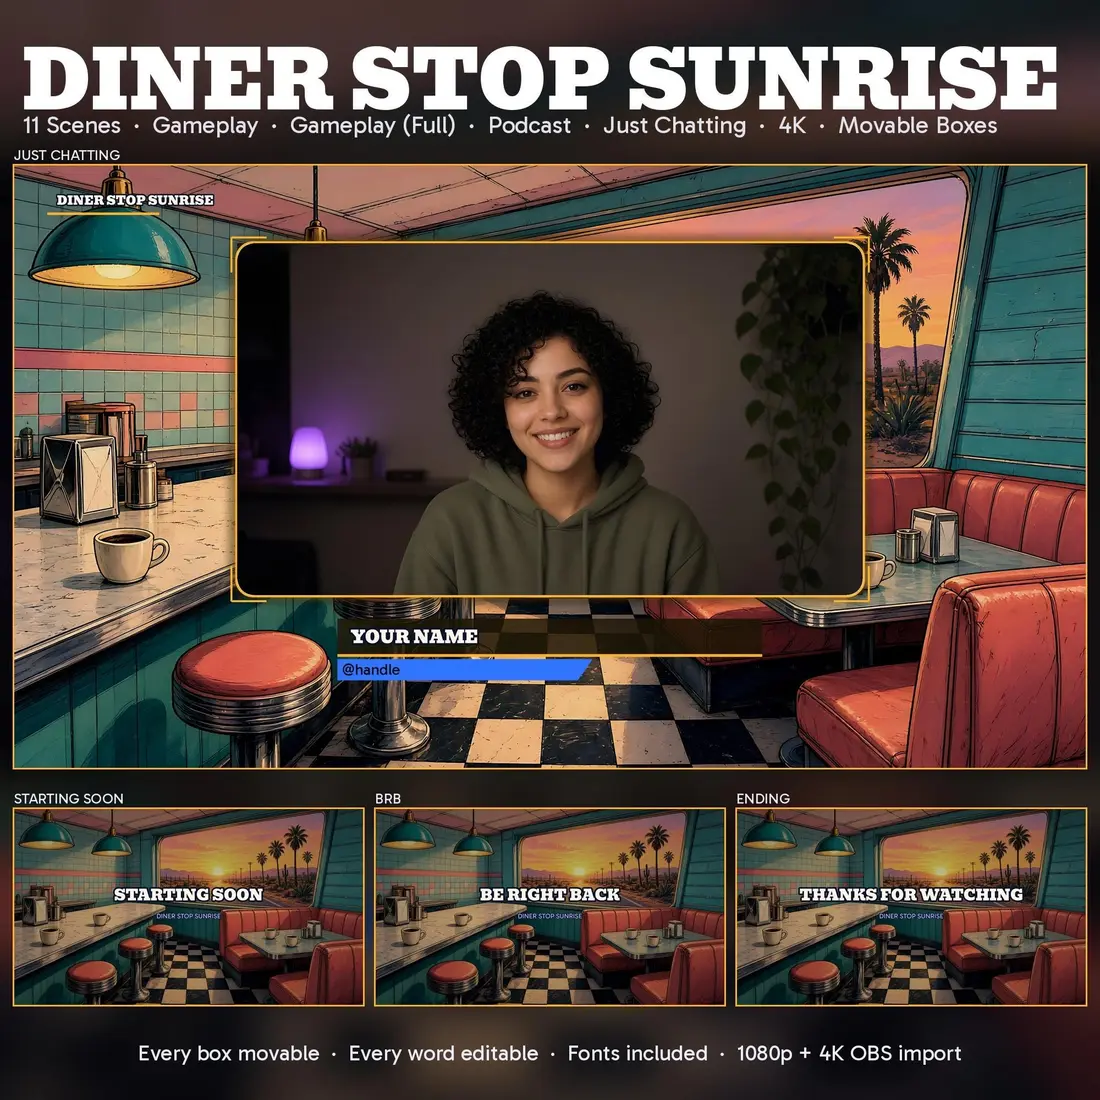 DINER STOP SUNRISE
11 Scenes · Gameplay · Gameplay (Full) · Podcast · Just Chatting · 4K · Movable Boxes
JUST CHATTING
DINER STOP SUNRISE
YOUR NAME
@handle
STARTING SOON
BRB
ENDING
STARTING SOON
DINER STOP SUNRISE
BE RIGHT BACK
DINER STOP SUNRISE
THANKS FOR WATCHING
DINER STOP SUNRISE
Every box movable · Every word editable · Fonts included · 1080p + 4K OBS import